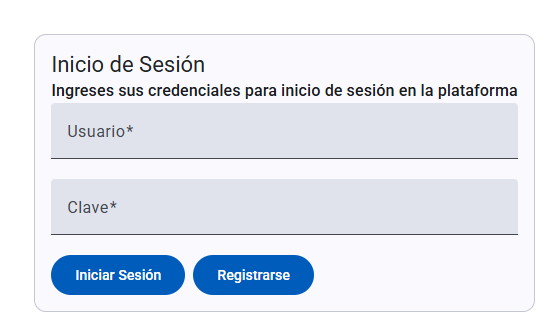 Inicio de Sesión
Ingreses sus credenciales para inicio de sesión en la plataforma
Usuario*
Clave*
Iniciar Sesión
Registrarse